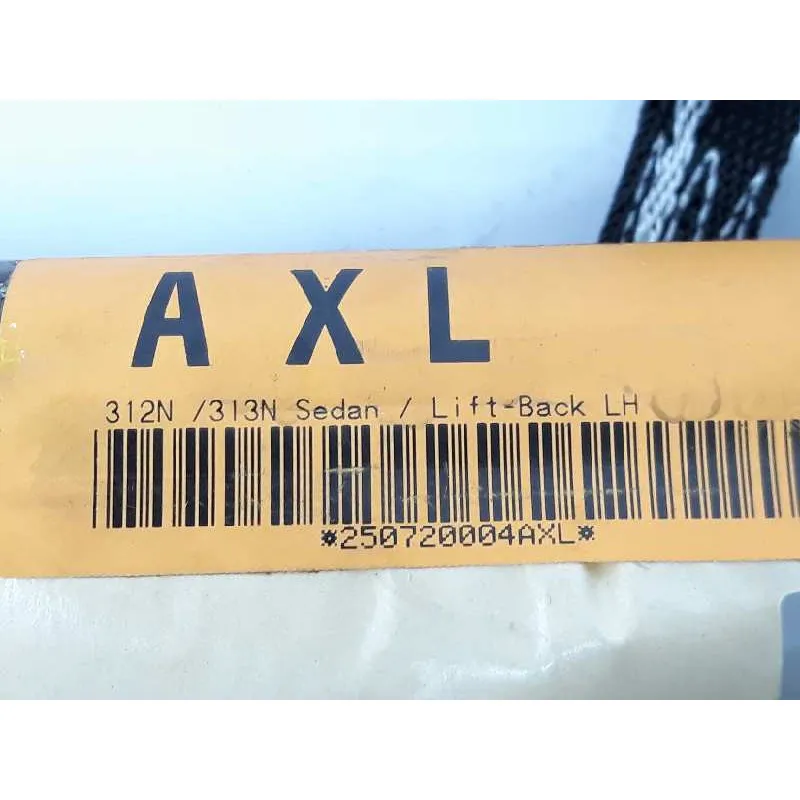 AXL
312N /313N Sedan / Lift-Back LH
*250720004AXL*